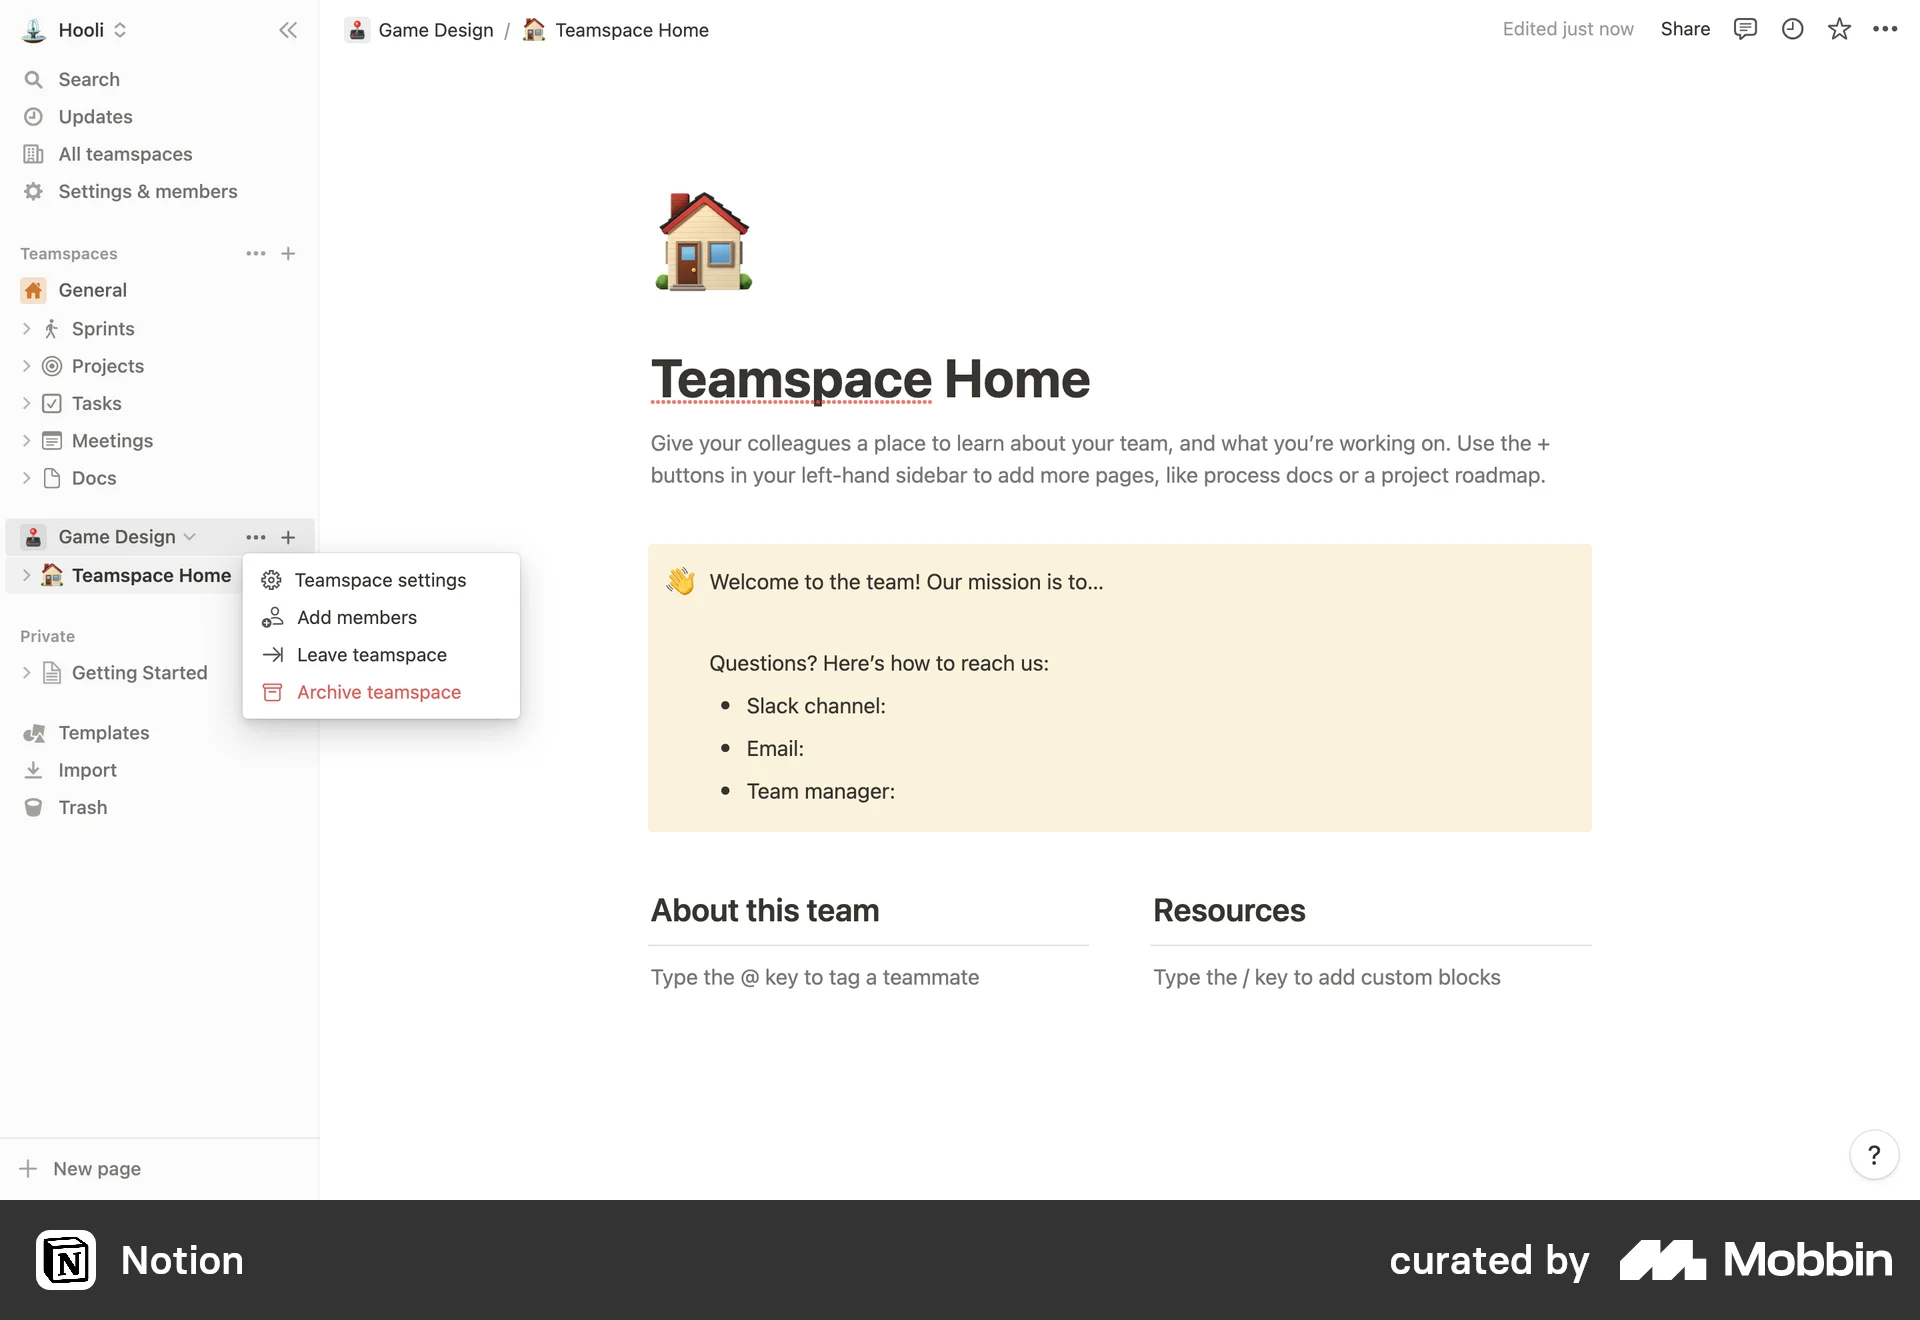 Hooli
Search
Updates
All teamspaces
Settings & members
Teamspaces
General
Sprints
Projects
Tasks
Meetings
Docs
Game Design
Teamspace Home
Private
Getting Started
Templates
Import
Trash
New page
Teamspace settings
Add members
Leave teamspace
Archive teamspace
Game Design / Teamspace Home
Edited just now Share
Teamspace Home
Give your colleagues a place to learn about your team, and what you’re working on. Use the +
buttons in your left-hand sidebar to add more pages, like process docs or a project roadmap.
Welcome to the team! Our mission is to...
Questions? Here’s how to reach us:
• Slack channel:
• Email:
• Team manager:
About this team
Type the @ key to tag a teammate
Resources
Type the / key to add custom blocks
?
N Notion
curated by Mobbin